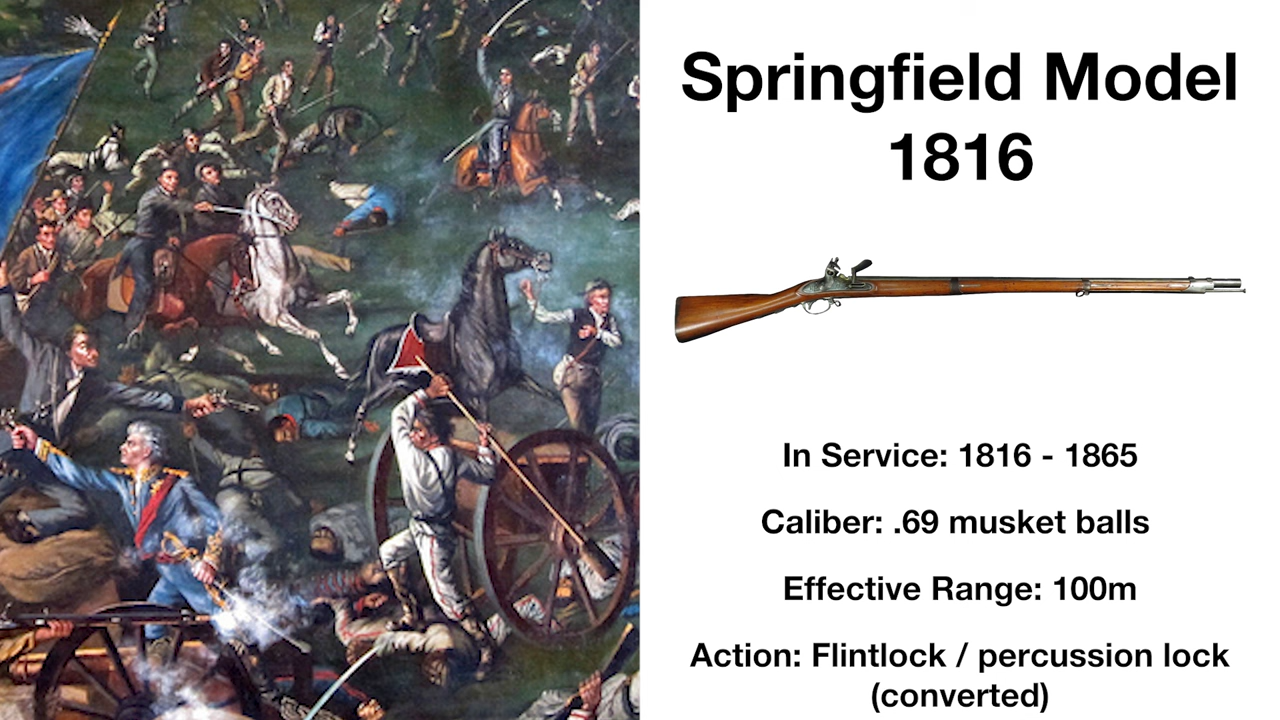 Springfield Model
1816
In Service: 1816 - 1865
Caliber: .69 musket balls
Effective Range: 100m
Action: Flintlock / percussion lock
(converted)